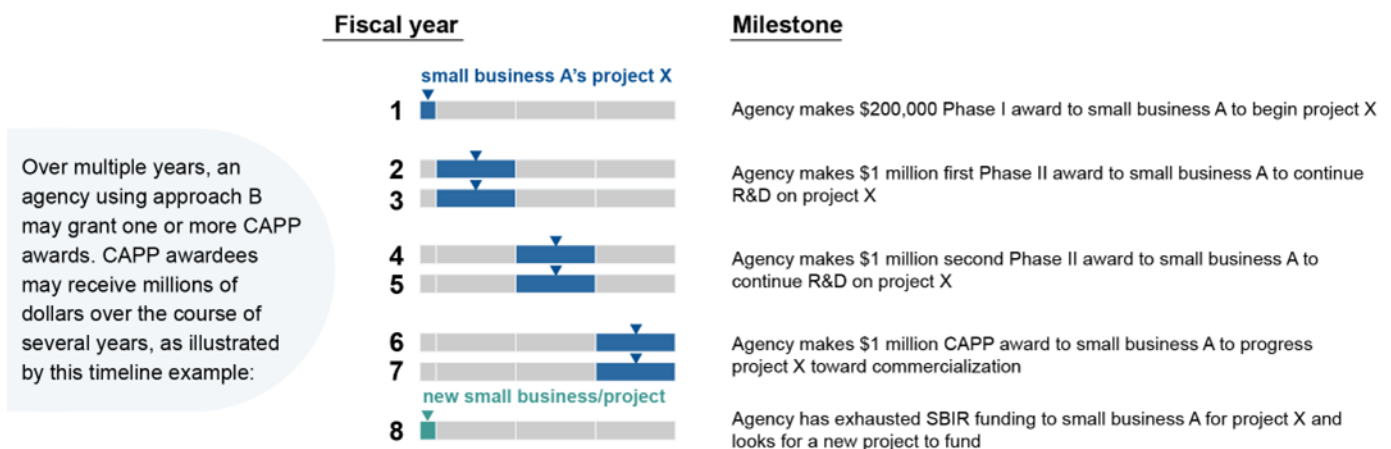 Fiscal year
Milestone
small business A's project X
1
Agency makes $200,000 Phase I award to small business A to begin project X
Over multiple years, an
agency using approach B
may grant one or more CAPP
awards. CAPP awardees
may receive millions of
dollars over the course of
several years, as illustrated
by this timeline example:
2
3
Agency makes $1 million first Phase II award to small business A to continue
R&D on project X
4
5
Agency makes $1 million second Phase II award to small business A to
continue R&D on project X
6
7
Agency makes $1 million CAPP award to small business A to progress
project X toward commercialization
new small business/project
8
Agency has exhausted SBIR funding to small business A for project X and
looks for a new project to fund